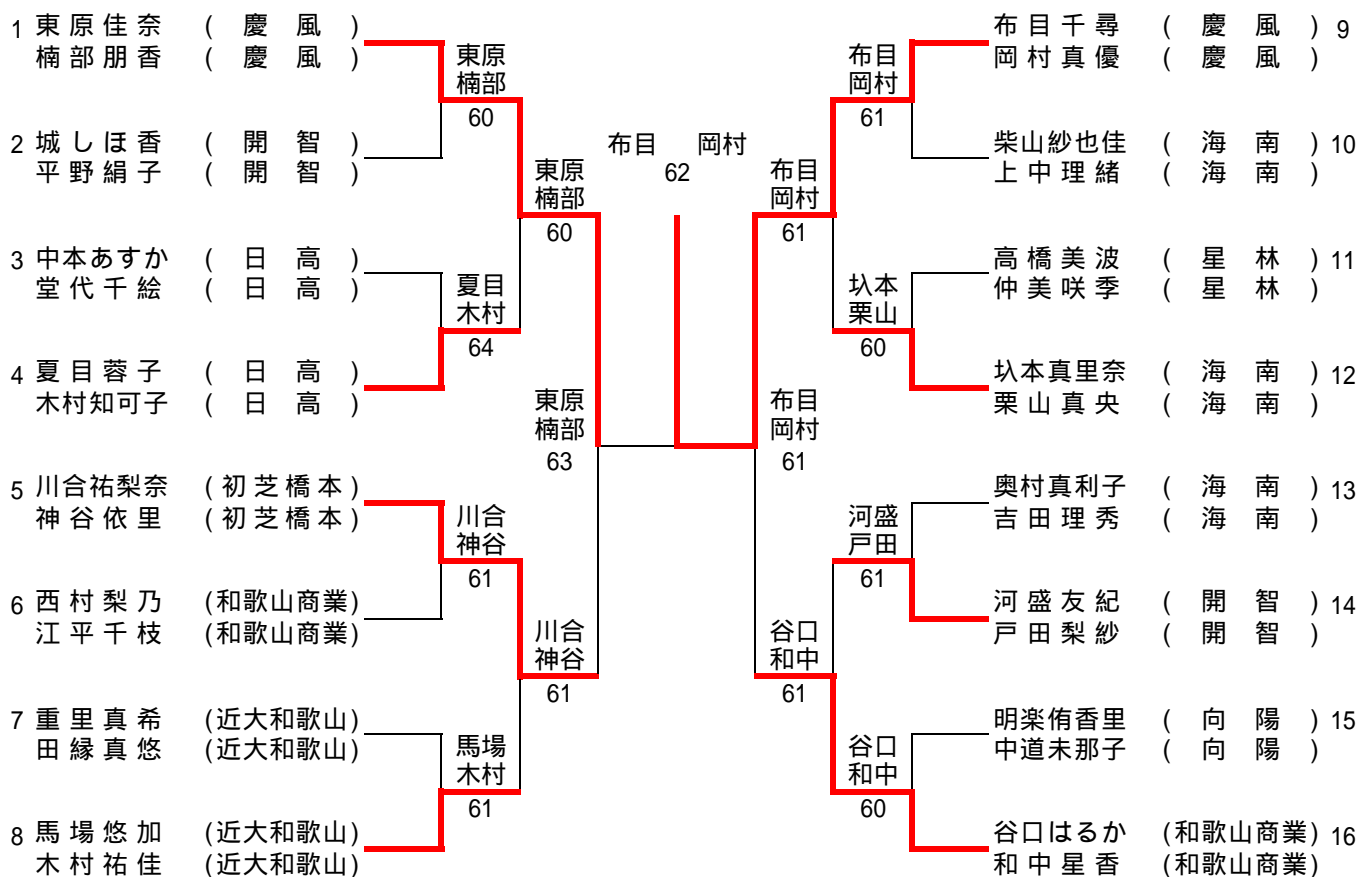 1 東原佳奈 (慶風)
楠部朋香 (慶風)
2 城しほ香 (開智)
平野絹子 (開智)
3 中本あすか (日高)
堂代千絵 (日高)
4 夏目蓉子 (日高)
木村知可子 (日高)
5 川合祐梨奈 (初芝橋本)
神谷依里 (初芝橋本)
6 西村梨乃 (和歌山商業)
江平千枝 (和歌山商業)
7 重里真希 (近大和歌山)
田縁真悠 (近大和歌山)
8 馬場悠加 (近大和歌山)
木村祐佳 (近大和歌山)
東原
楠部
60
夏目
木村
64
川合
神谷
61
馬場
木村
61
東原
楠部
60
川合
神谷
61
東原
楠部
63
布目 岡村
62
布目
岡村
61
布目
岡村
61
谷口
和中
61
布目
岡村
61
圦本
栗山
60
河盛
戸田
61
谷口
和中
60
布目千尋 (慶風) 9
岡村真優 (慶風)
柴山紗也佳 (海南) 10
上中理緒 (海南)
高橋美波 (星林) 11
仲美咲季 (星林)
圦本真里奈 (海南) 12
栗山真央 (海南)
奥村真利子 (海南) 13
吉田理秀 (海南)
河盛友紀 (開智) 14
戸田梨紗 (開智)
明楽侑香里 (向陽) 15
中道未那子 (向陽)
谷口はるか (和歌山商業) 16
和中星香 (和歌山商業)